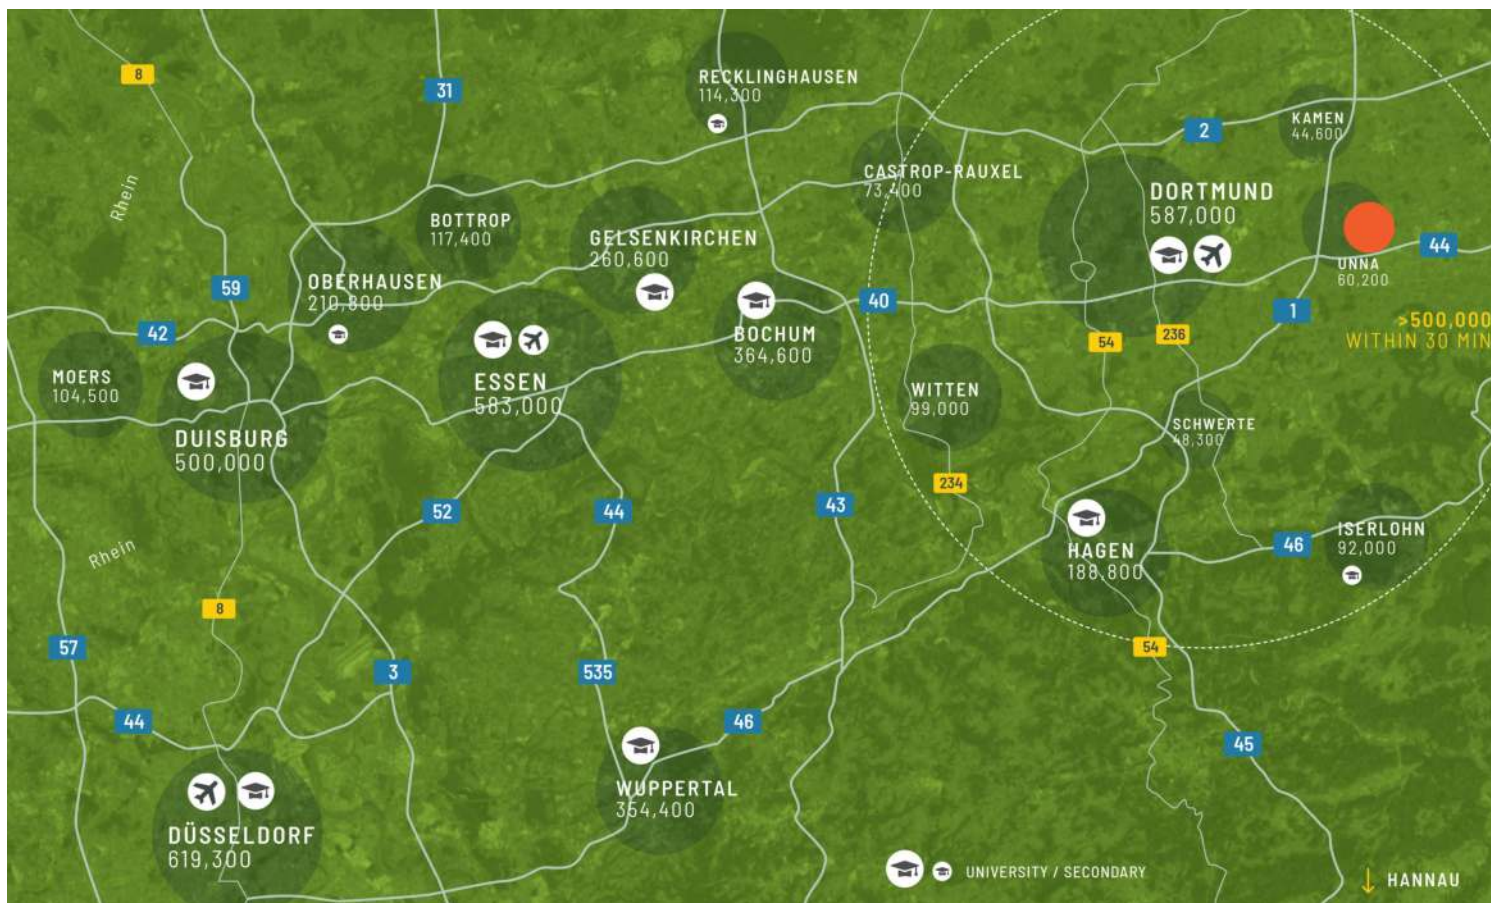 8
31
RECKLINGHAUSEN
114,300
2
KAMEN
44,600
Rhein
CASTROP-RAUXEL
73,400
DORTMUND
587,000
BOTTROP
117,400
GELSENKIRCHEN
260,600
44
UNNA
60,200
OBERHAUSEN
210,800
59
40
1
>500,000
WITHIN 30 MIN
42
BOCHUM
364,600
54
236
MOERS
104,500
ESSEN
583,000
WITTEN
99,000
SCHWERTE
48,300
DUISBURG
500,000
234
52
44
43
HAGEN
188,800
46
ISERLOHN
92,000
Rhein
8
57
3
535
54
44
46
45
WUPPERTAL
354,400
DÜSSELDORF
619,300
UNIVERSITY / SECONDARY
↓ HANNAU